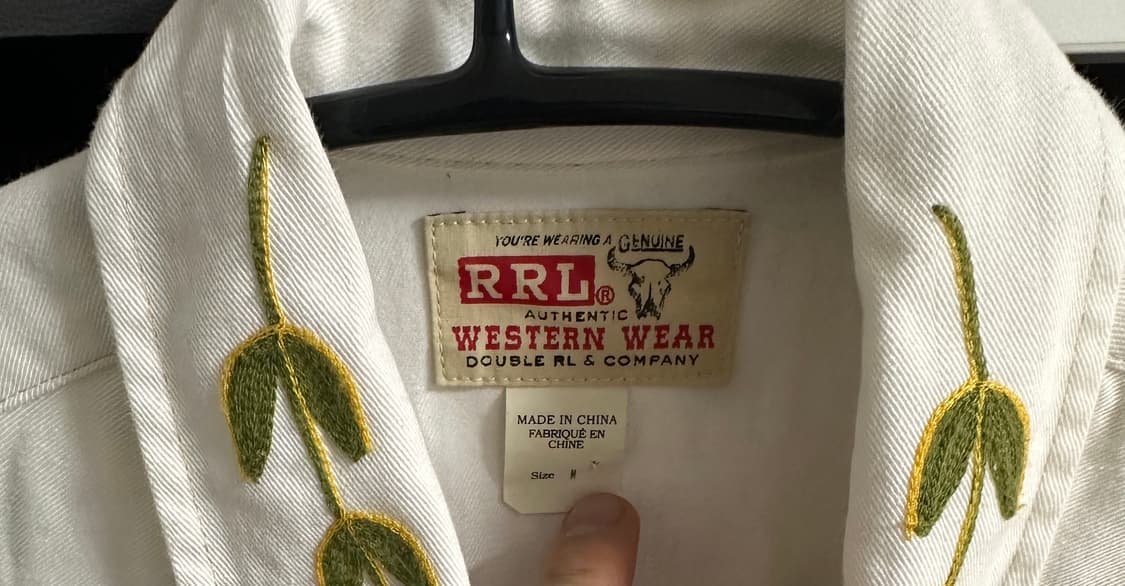 YOU'RE WEARING A GENUINE
RRL®
AUTHENTIC
WESTERN WEAR
DOUBLE RL & COMPANY
MADE IN CHINA
FABRIQUÉ EN
CHINE
Size M